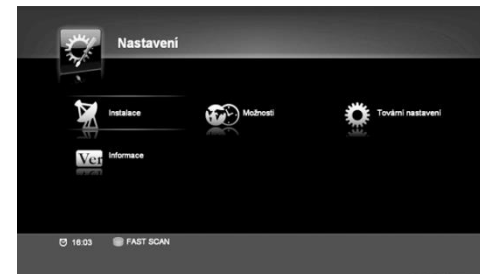 Nastavení
Instalace
Možnosti
Tovární nastavení
Ver
Informace
16:03
FAST SCAN